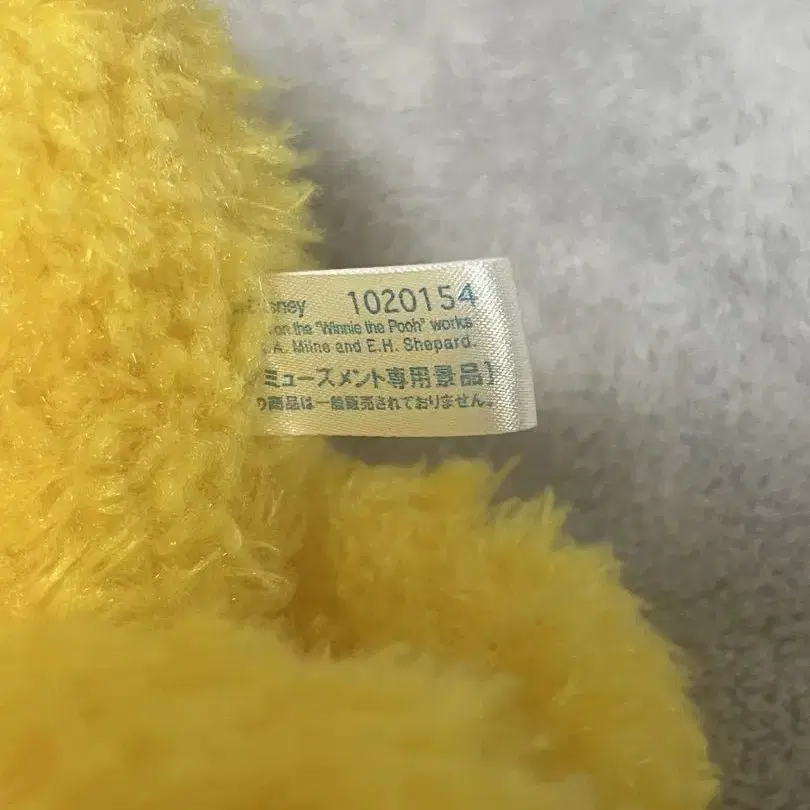 Disney 1020154
on the "Winnie the Pooh" works
A. Milne and E.H. Shepard.
ミューズメント専用景品]
の商品は一般販売されておりません。